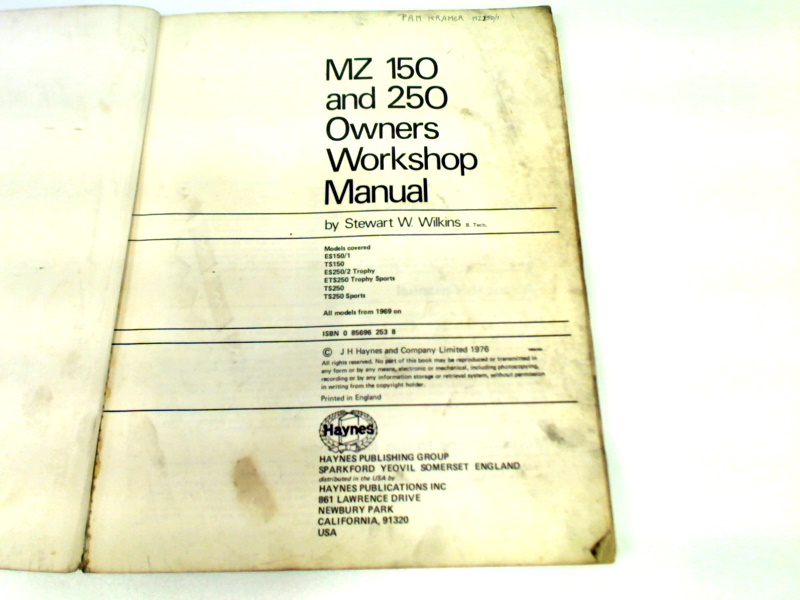 PAM KRAMER MZ
MZ 150
and 250
Owners
Workshop
Manual
by Stewart W. Wilkins B. Tech.
Models covered
ES150/1
TS150
ES250/2 Trophy
ETS250 Trophy Sports
TS250
TS250 Sports
All models from 1969 on
ISBN 0 85696 253 8
© J H Haynes and Company Limited 1976
All rights reserved. No part of this book may be reproduced or transmitted in
any form or by any means, electronic or mechanical, including photocopying,
recording or by any information storage or retrieval system, without permission
in writing from the copyright holder.
Printed in England
Haynes
HAYNES PUBLISHING GROUP
SPARKFORD YEOVIL SOMERSET ENGLAND
distributed in the USA by
HAYNES PUBLICATIONS INC
861 LAWRENCE DRIVE
NEWBURY PARK
CALIFORNIA, 91320
USA